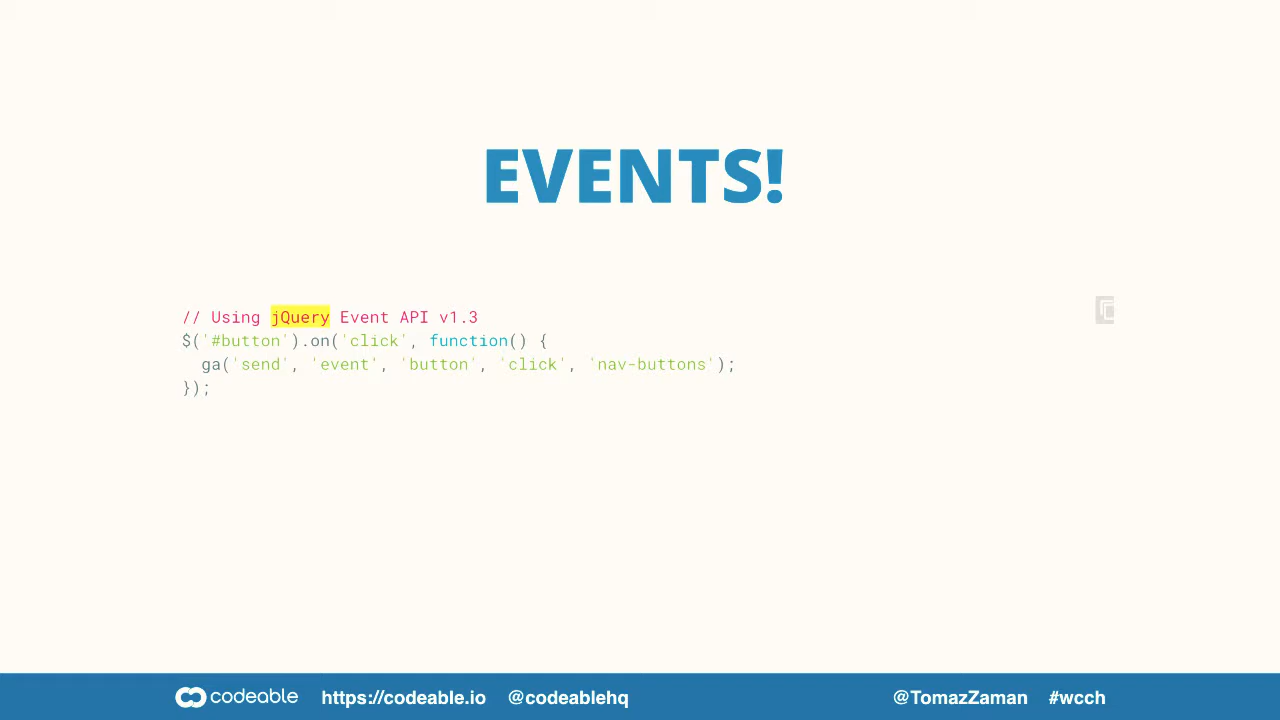 EVENTS!
// Using jQuery Event API v1.3
$('#button').on('click', function() {
  ga('send', 'event', 'button', 'click', 'nav-buttons');
});
codeable https://codeable.io @codeablehq @TomazZaman #wcch